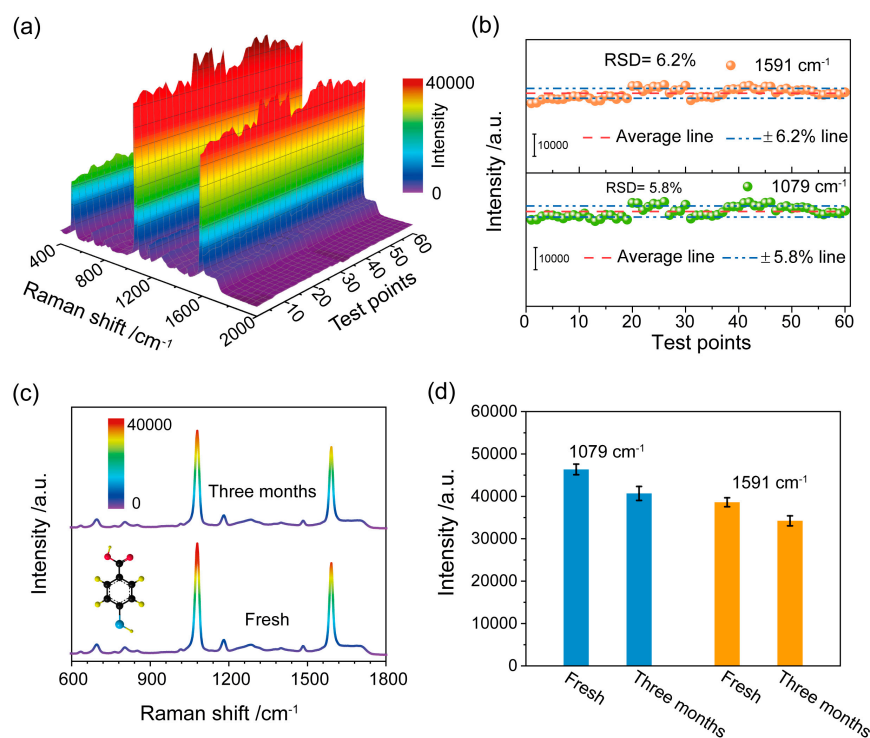 (a)
40000
Intensity
0
400
800
1200
1600
2000
Raman shift /cm⁻¹
10
20
30
40
50
60
Test points
(b)
RSD= 6.2%
1591 cm⁻¹
10000
Average line
±6.2% line
RSD= 5.8%
1079 cm⁻¹
10000
Average line
±5.8% line
Intensity /a.u.
0 10 20 30 40 50 60
Test points
(c)
40000
0
Three months
Fresh
Intensity /a.u.
600 900 1200 1500 1800
Raman shift /cm⁻¹
(d)
60000
50000
40000
30000
20000
10000
0
Intensity /a.u.
1079 cm⁻¹
1591 cm⁻¹
Fresh
Three months
Fresh
Three months